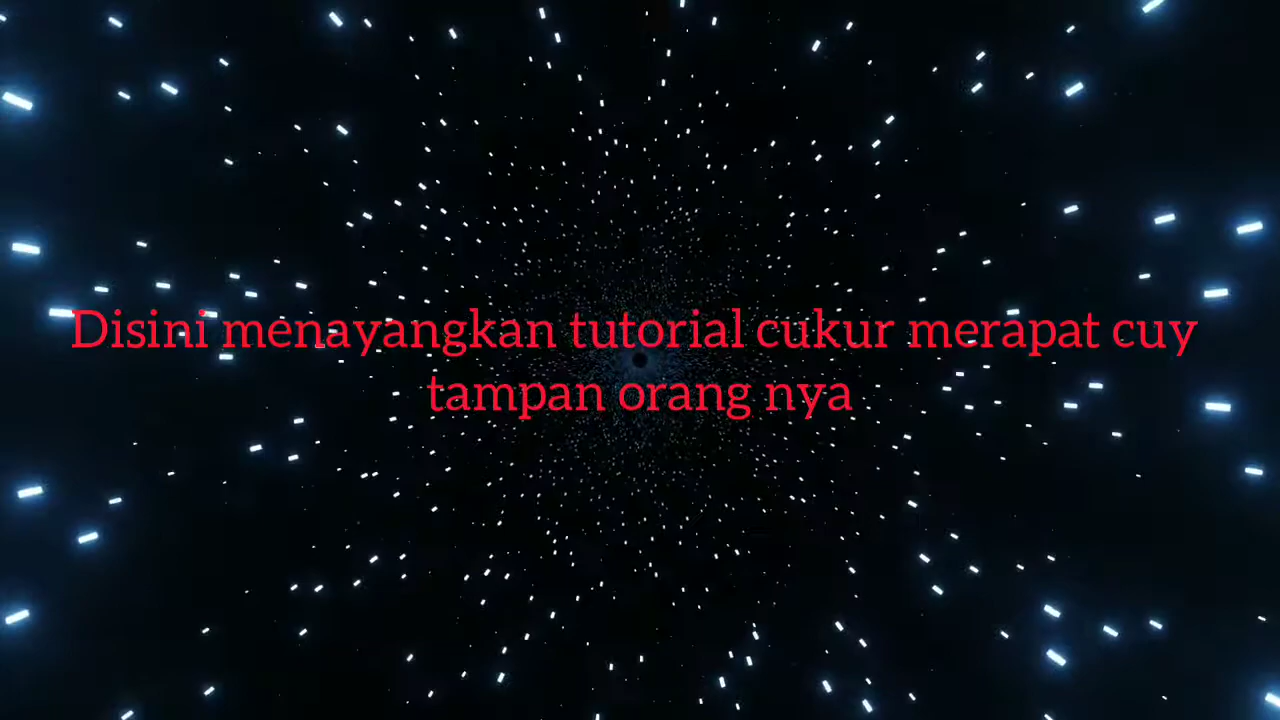 Disini menayangkan tutorial cukur merapat cuy
tampan orang nya